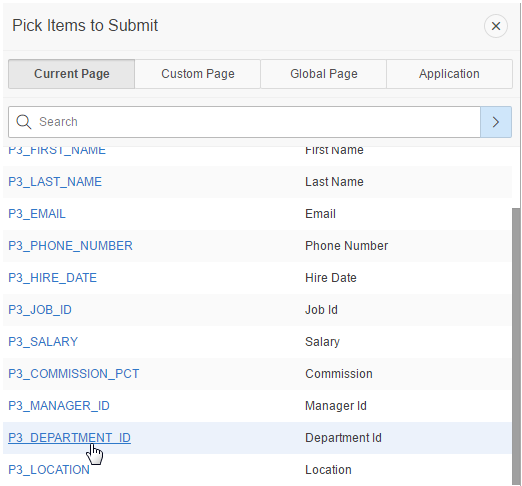 Pick Items to Submit
Current Page Custom Page Global Page Application
Search
P3_FIRST_NAME First Name
P3_LAST_NAME Last Name
P3_EMAIL Email
P3_PHONE_NUMBER Phone Number
P3_HIRE_DATE Hire Date
P3_JOB_ID Job Id
P3_SALARY Salary
P3_COMMISSION_PCT Commission
P3_MANAGER_ID Manager Id
P3_DEPARTMENT_ID Department Id
P3_LOCATION Location